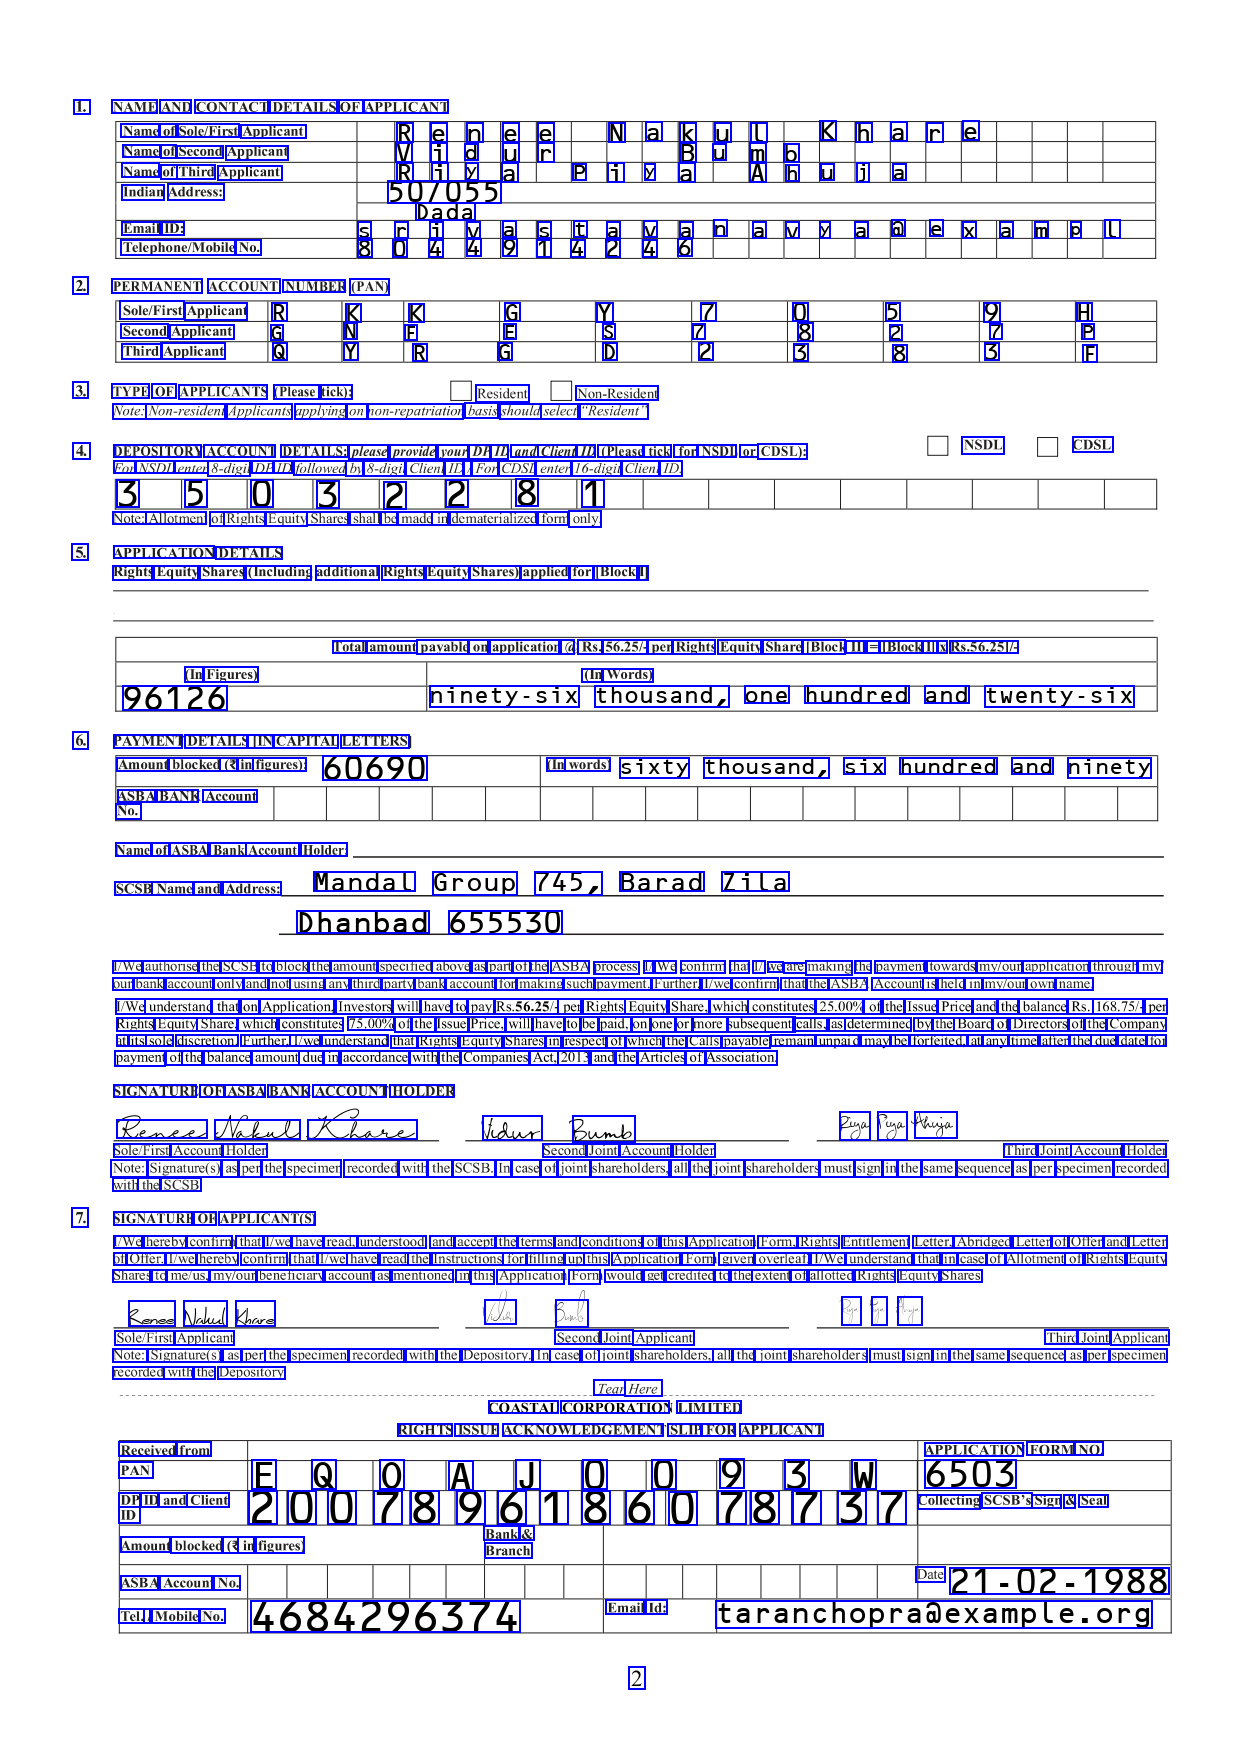 1. NAME AND CONTACT DETAILS OF APPLICANT
Name of Sole/First Applicant R e n e e N a k u l K h a r e
Name of Second Applicant V i d u r B u m b
Name of Third Applicant R i y a P i y a A h u j a
Indian Address: 507055
Dada
Email ID: s r i v a s t a v a n a v y a @ e x a m p l
Telephone/Mobile No. 8 0 4 4 9 1 4 2 4 6
2. PERMANENT ACCOUNT NUMBER (PAN)
Sole/First Applicant R K K G Y 7 0 5 9 H
Second Applicant G N F E S 7 8 2 7 P
Third Applicant Q Y R G D 2 3 8 3 F
3. TYPE OF APPLICANTS (Please tick): Resident Non-Resident
Note: Non-resident Applicants applying on non-repatriation basis should select "Resident"
4. DEPOSITORY ACCOUNT DETAILS: please provide your DP ID and Client ID (Please tick for NSDL or CDSL): NSDL CDSL
For NSDL enter 8-digit DP ID followed by 8-digit Client ID / For CDSL enter 16-digit Client ID.
3 5 0 3 2 2 8 1
Note: Allotment of Rights Equity Shares shall be made in dematerialized form only.
5. APPLICATION DETAILS
Rights Equity Shares (Including additional Rights Equity Shares) applied for [Block I]
Total amount payable on application @ Rs. 56.25/- per Rights Equity Share [Block II] = [Block I] x Rs.56.25]/-
(In Figures) (In Words)
96126 ninety-six thousand, one hundred and twenty-six
6. PAYMENT DETAILS [IN CAPITAL LETTERS]
Amount blocked (₹ in figures): 60690 (In words) sixty thousand, six hundred and ninety
ASBA BANK Account
No.
Name of ASBA Bank Account Holder:
SCSB Name and Address: Mandal Group 745, Barad Zila
Dhanbad 655530
I/We authorise the SCSB to block the amount specified above as part of the ASBA process. I/ We confirm that I/ we are making the payment towards my/our application through my/
our bank account only and not using any third party bank account for making such payment. Further, I/we confirm that the ASBA Account is held in my/our own name.
I/We understand that on Application, Investors will have to pay Rs.56.25/- per Rights Equity Share, which constitutes 25.00% of the Issue Price and the balance Rs. 168.75/- per
Rights Equity Share, which constitutes 75.00% of the Issue Price, will have to be paid, on one or more subsequent calls, as determined by the Board of Directors of the Company
at its sole discretion. Further, I/we understand that Rights Equity Shares in respect of which the Calls payable remain unpaid may be forfeited, at any time after the due date for
payment of the balance amount due in accordance with the Companies Act, 2013 and the Articles of Association.
SIGNATURE OF ASBA BANK ACCOUNT HOLDER
Renee Nakul Khare Vidur Bumb Riya Piya Ahuja
Sole/First Account Holder Second Joint Account Holder Third Joint Account Holder
Note: Signature(s) as per the specimen recorded with the SCSB. In case of joint shareholders, all the joint shareholders must sign in the same sequence as per specimen recorded
with the SCSB
7. SIGNATURE OF APPLICANT(S)
I/We hereby confirm that I/we have read, understood and accept the terms and conditions of this Application Form, Rights Entitlement Letter, Abridged Letter of Offer and Letter
of Offer. I/we hereby confirm that I/we have read the Instructions for filling up this Application Form given overleaf. I/We understand that in case of Allotment of Rights Equity
Shares to me/us, my/our beneficiary account as mentioned in this Application Form would get credited to the extent of allotted Rights Equity Shares
Renee Nakul Khare Vidur Bumb Riya Piya Ahuja
Sole/First Applicant Second Joint Applicant Third Joint Applicant
Note: Signature(s) as per the specimen recorded with the Depository. In case of joint shareholders, all the joint shareholders must sign in the same sequence as per specimen
recorded with the Depository
Tear Here
COASTAL CORPORATION LIMITED
RIGHTS ISSUE ACKNOWLEDGEMENT SLIP FOR APPLICANT
Received from APPLICATION FORM NO.
PAN E Q O A J 0 0 9 3 W 6503
DP ID and Client
ID 2007896186078737 Collecting SCSB's Sign & Seal
Amount blocked (₹ in figures) Bank &
Branch
ASBA Account No. Date 21-02-1988
Tel., Mobile No. 4684296374 Email Id: taranchopra@example.org
2